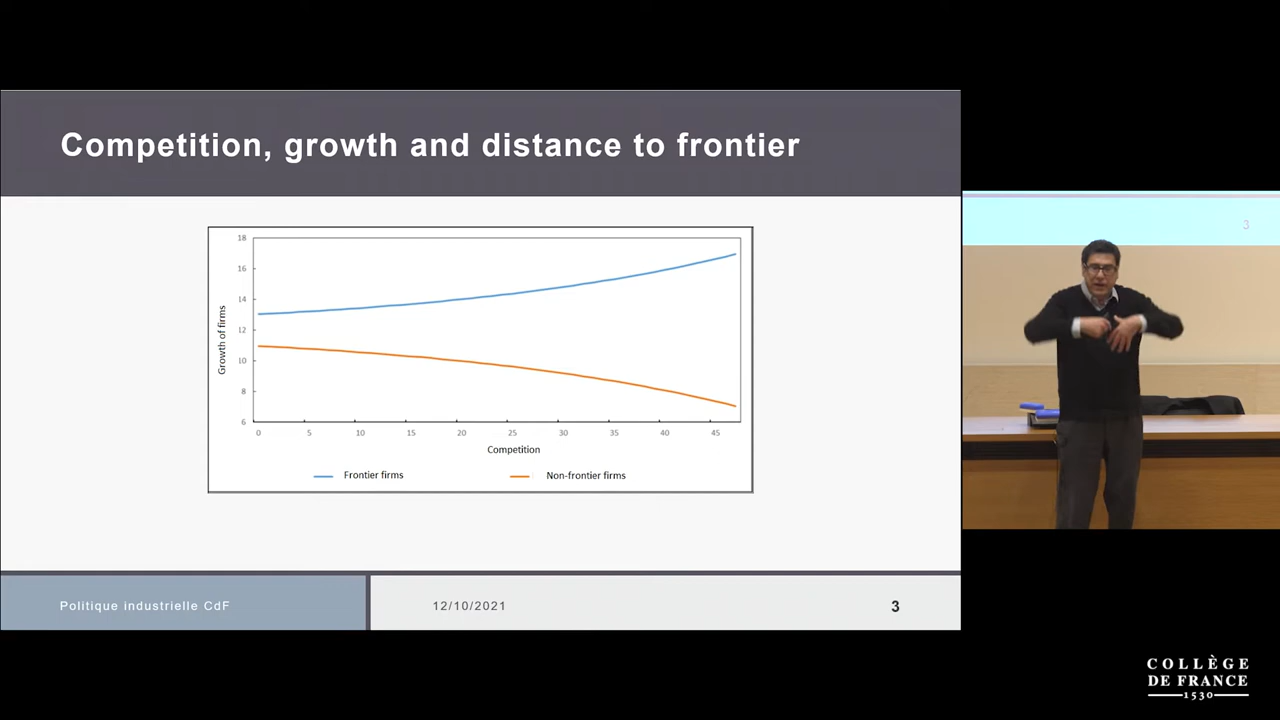 Competition, growth and distance to frontier
18
16
14
12
10
8
6
Growth of firms
0 5 10 15 20 25 30 35 40 45
Competition
Frontier firms Non-frontier firms
Politique industrielle CdF 12/10/2021 3
3
COLLÈGE
DE FRANCE
1530